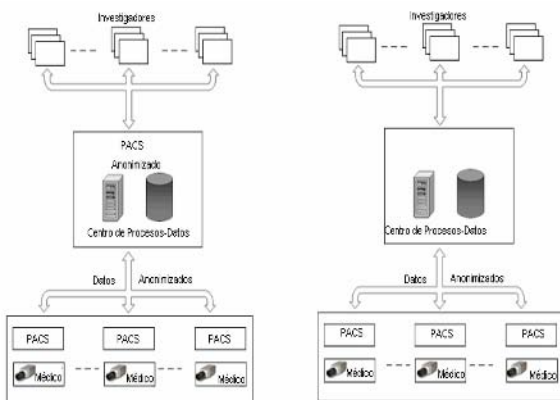 Investigadores
PACS
Anonimizado
Centro de Procesos-Datos
Datos Anonimizados
PACS PACS PACS
Médico Médico Médico
Investigadores
Centro de Procesos-Datos
Datos Anonimizados
PACS PACS PACS
Médico Médico Médico